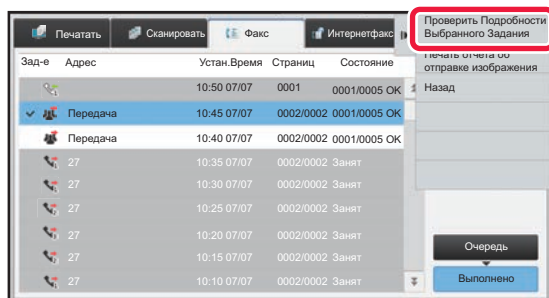 Печатать Сканировать Факс Интернетфакс
Проверить Подробности
Выбранного Задания
Печать отчета об
отправке изображения
Назад
Зад-е Адрес Устан.Время Страниц Состояние
10:50 07/07 0001 0001/0005 OK
Передача 10:45 07/07 0002/0002 0001/0005 OK
Передача 10:40 07/07 0002/0002 0001/0005 OK
27 10:35 07/07 0002/0002 Занят
27 10:30 07/07 0002/0002 Занят
27 10:25 07/07 0002/0002 Занят
27 10:20 07/07 0002/0002 Занят
27 10:15 07/07 0002/0002 Занят
27 10:10 07/07 0002/0002 Занят
Очередь
Выполнено